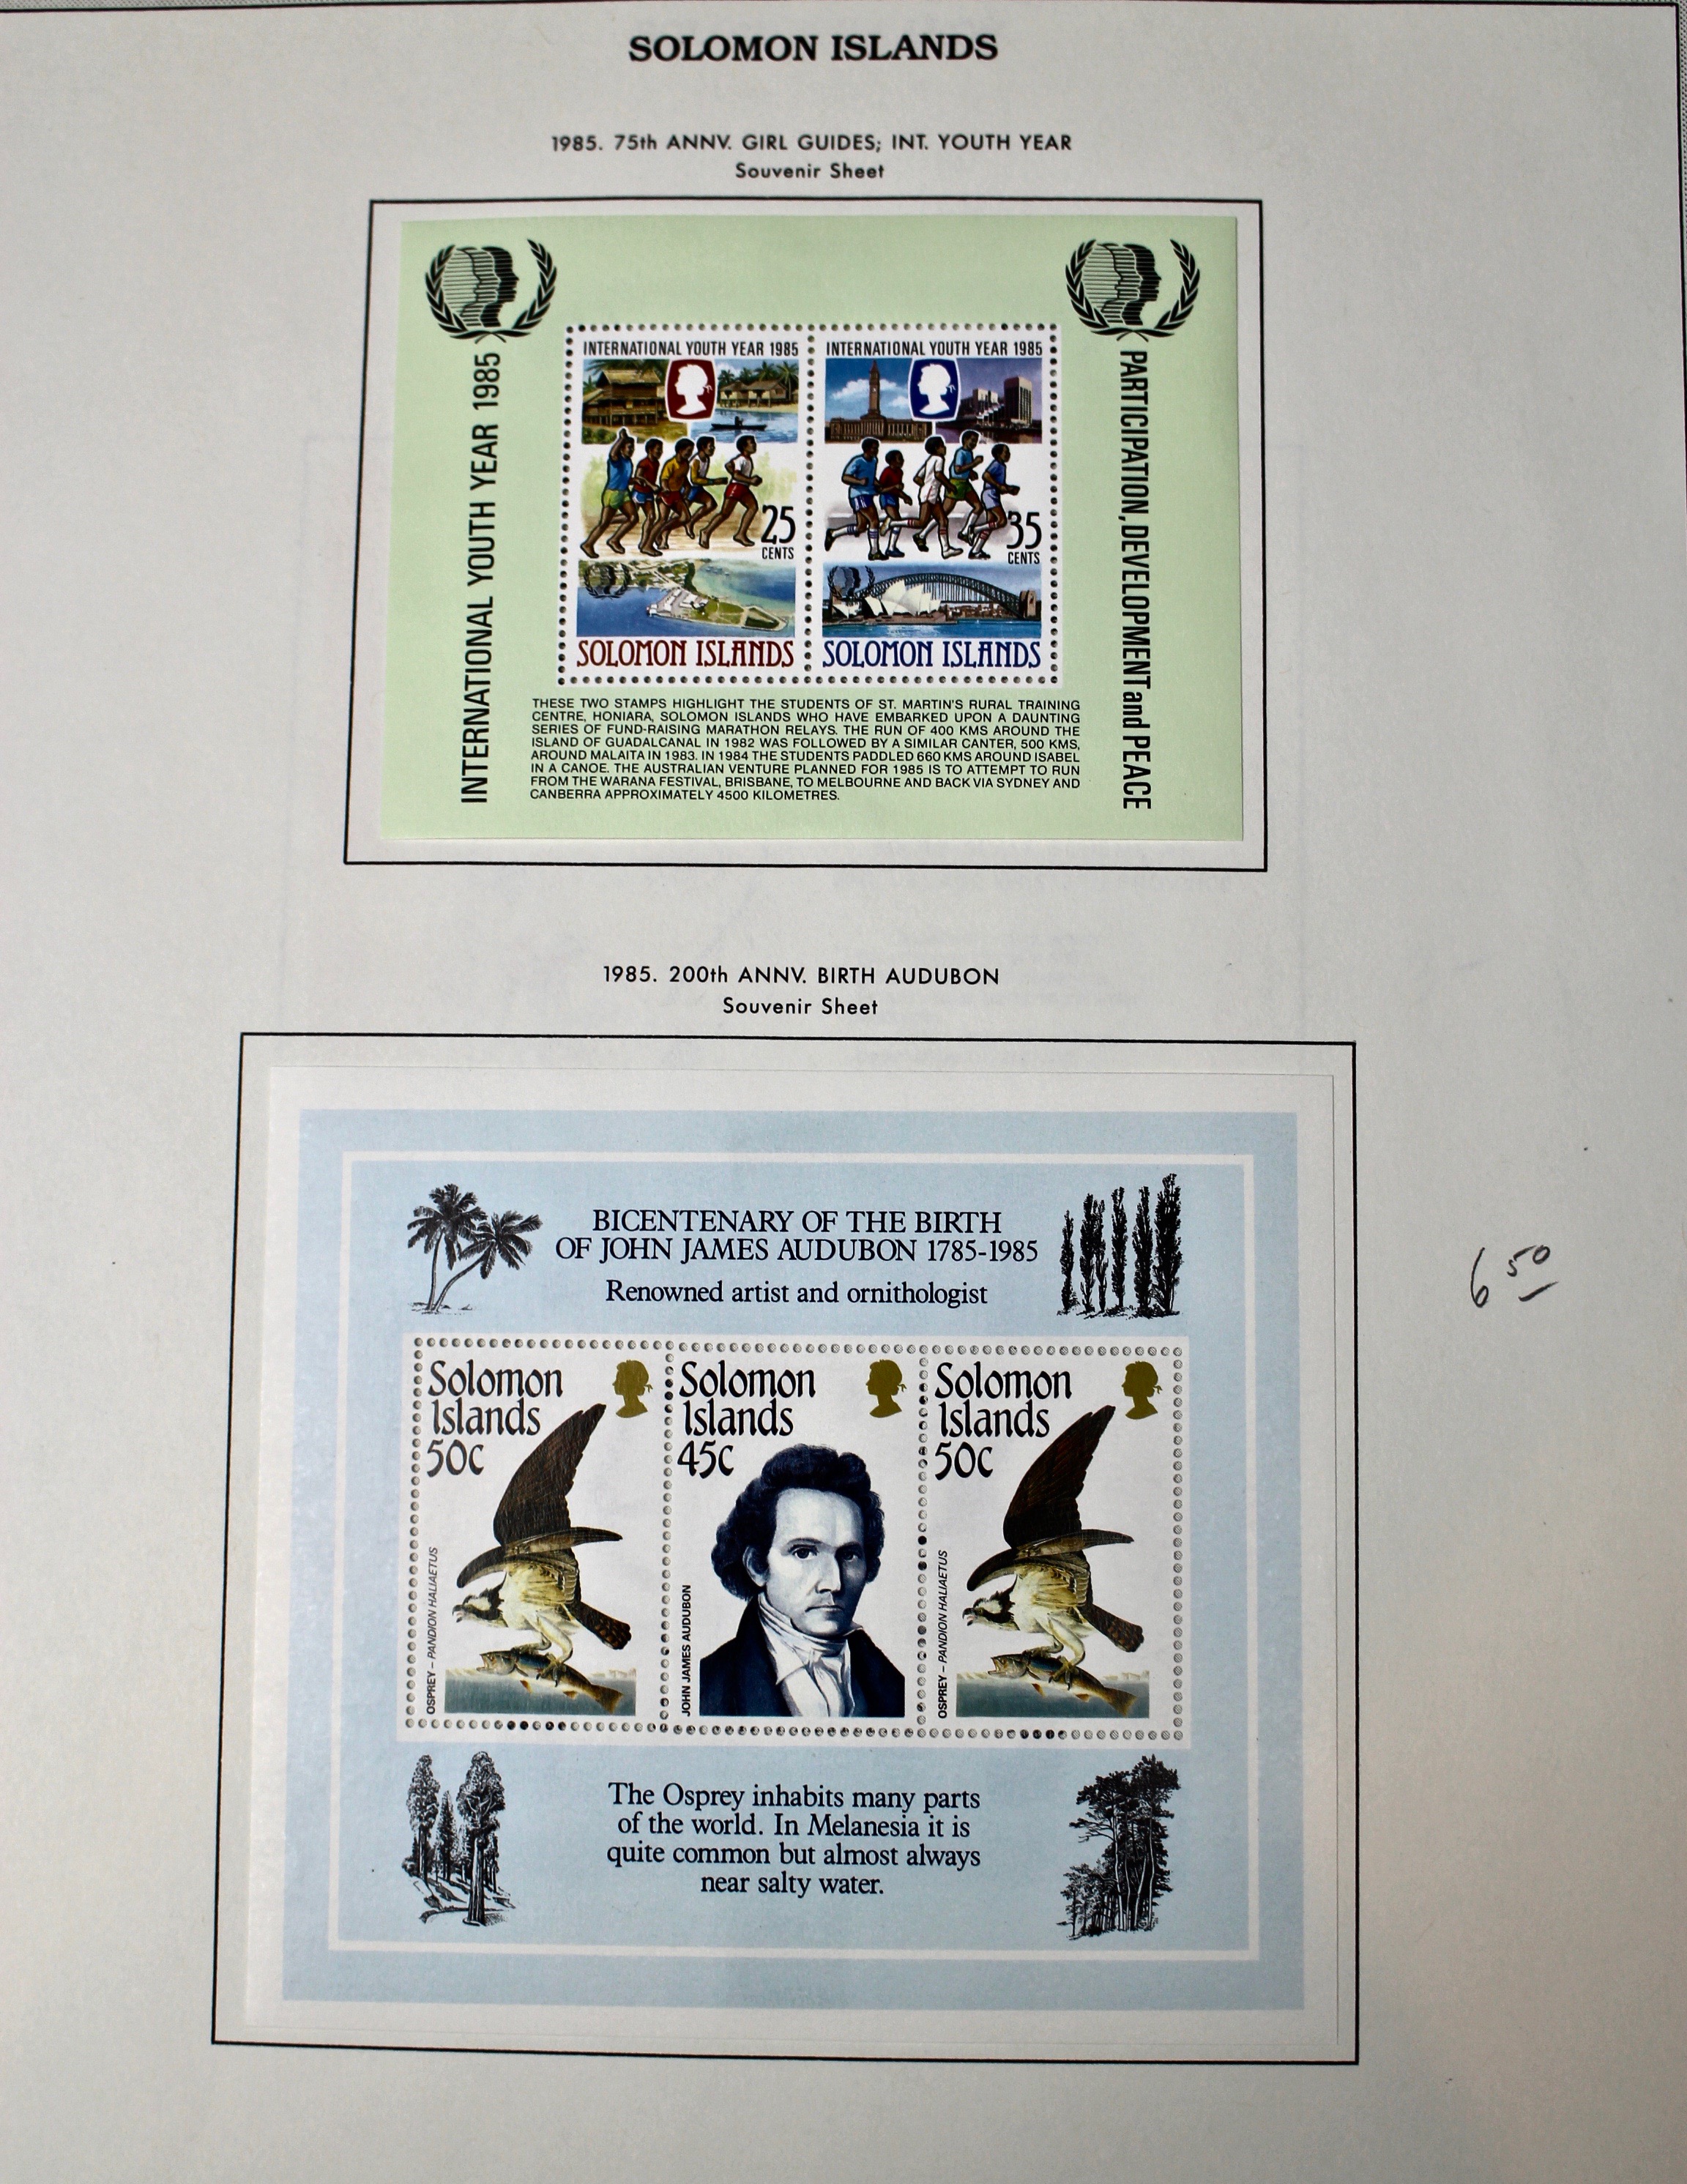 SOLOMON ISLANDS
1985. 75th ANNV. GIRL GUIDES; INT. YOUTH YEAR
Souvenir Sheet
INTERNATIONAL YOUTH YEAR 1985
PARTICIPATION, DEVELOPMENT and PEACE
INTERNATIONAL YOUTH YEAR 1985
25
CENTS
SOLOMON ISLANDS
INTERNATIONAL YOUTH YEAR 1985
35
CENTS
SOLOMON ISLANDS
THESE TWO STAMPS HIGHLIGHT THE STUDENTS OF ST. MARTIN'S RURAL TRAINING
CENTRE, HONIARA, SOLOMON ISLANDS WHO HAVE EMBARKED UPON A DAUNTING
SERIES OF FUND-RAISING MARATHON RELAYS. THE RUN OF 400 KMS AROUND THE
ISLAND OF GUADALCANAL IN 1982 WAS FOLLOWED BY A SIMILAR CANTER, 500 KMS,
AROUND MALAITA IN 1983. IN 1984 THE STUDENTS PADDLED 660 KMS AROUND ISABEL
IN A CANOE. THE AUSTRALIAN VENTURE PLANNED FOR 1985 IS TO ATTEMPT TO RUN
FROM THE WARANA FESTIVAL, BRISBANE, TO MELBOURNE AND BACK VIA SYDNEY AND
CANBERRA APPROXIMATELY 4500 KILOMETRES.
1985. 200th ANNV. BIRTH AUDUBON
Souvenir Sheet
BICENTENARY OF THE BIRTH
OF JOHN JAMES AUDUBON 1785-1985
Renowned artist and ornithologist
6 50
Solomon
Islands
50c
OSPREY – PANDION HALIAETUS
Solomon
Islands
45c
JOHN JAMES AUDUBON
Solomon
Islands
50c
OSPREY – PANDION HALIAETUS
The Osprey inhabits many parts
of the world. In Melanesia it is
quite common but almost always
near salty water.